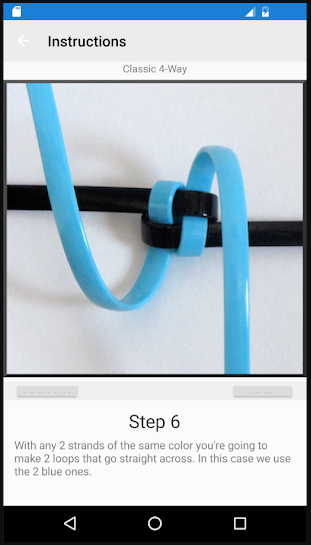 Instructions
Classic 4-Way
Step 6
With any 2 strands of the same color you're going to
make 2 loops that go straight across. In this case we use
the 2 blue ones.